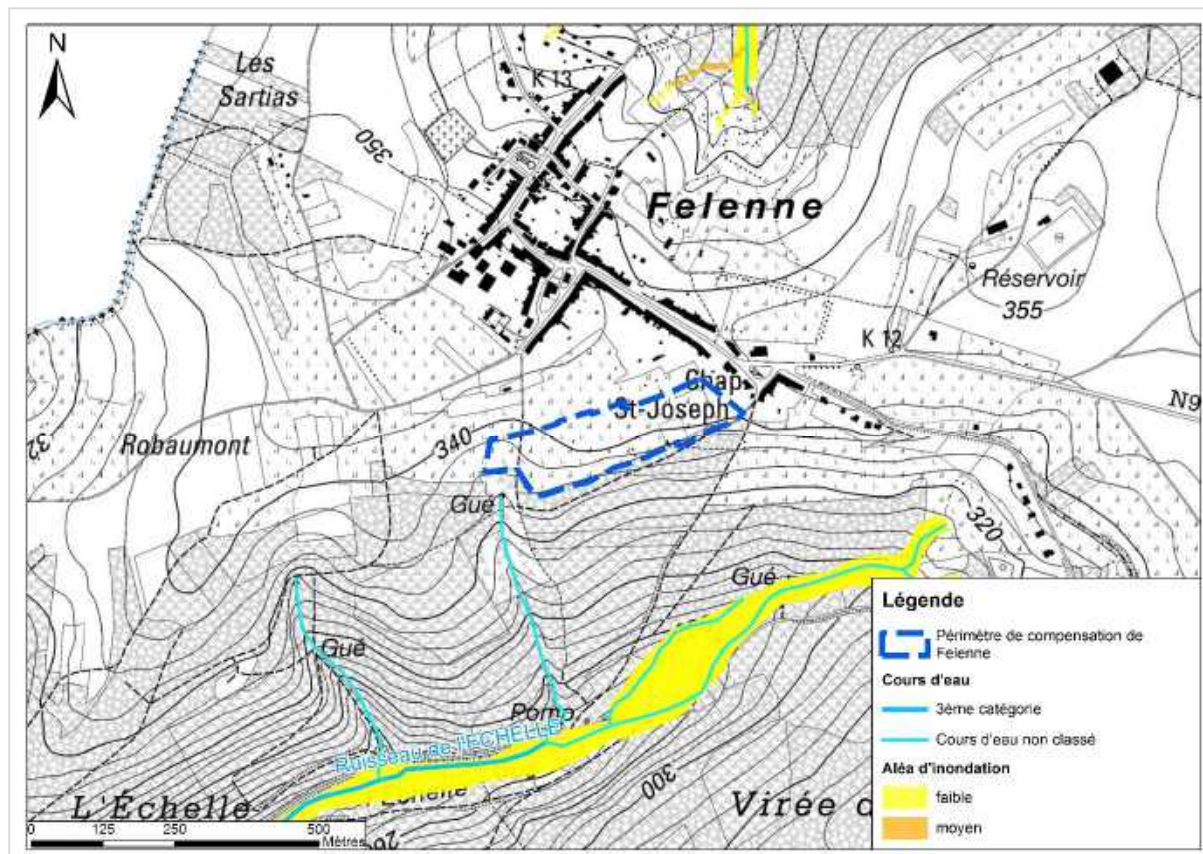 N
Les
Sartias
K 13
350
Felenne
Réservoir
355
K 12
N9
Chap.
St-Joseph
Robaumont
340
32
Gué
320
Gué
Gué
Pomp.
Ruisseau de l'ECHELLE
L'Échelle
300
Virée d
0 125 250 500
Mètres
Légende
Périmètre de compensation de
Felenne
Cours d'eau
3ème catégorie
Cours d'eau non classé
Aléa d'inondation
faible
moyen